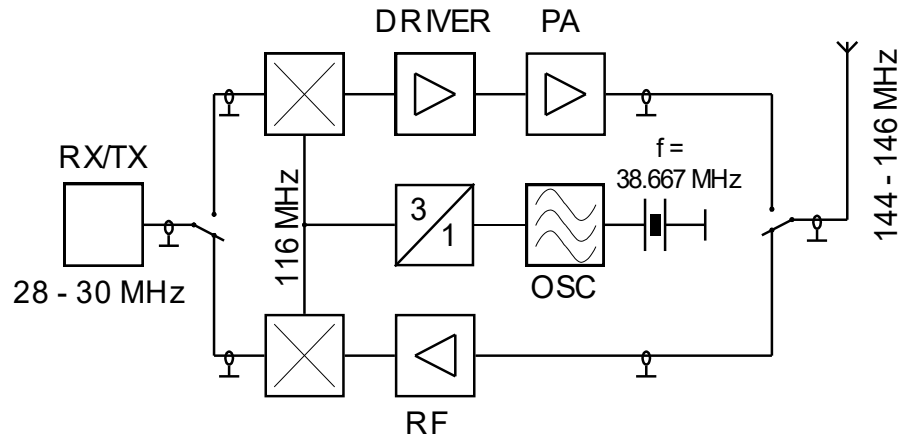 DRIVER
PA
RX/TX
28 - 30 MHz
116 MHz
3
1
f =
38.667 MHz
OSC
RF
144 - 146 MHz